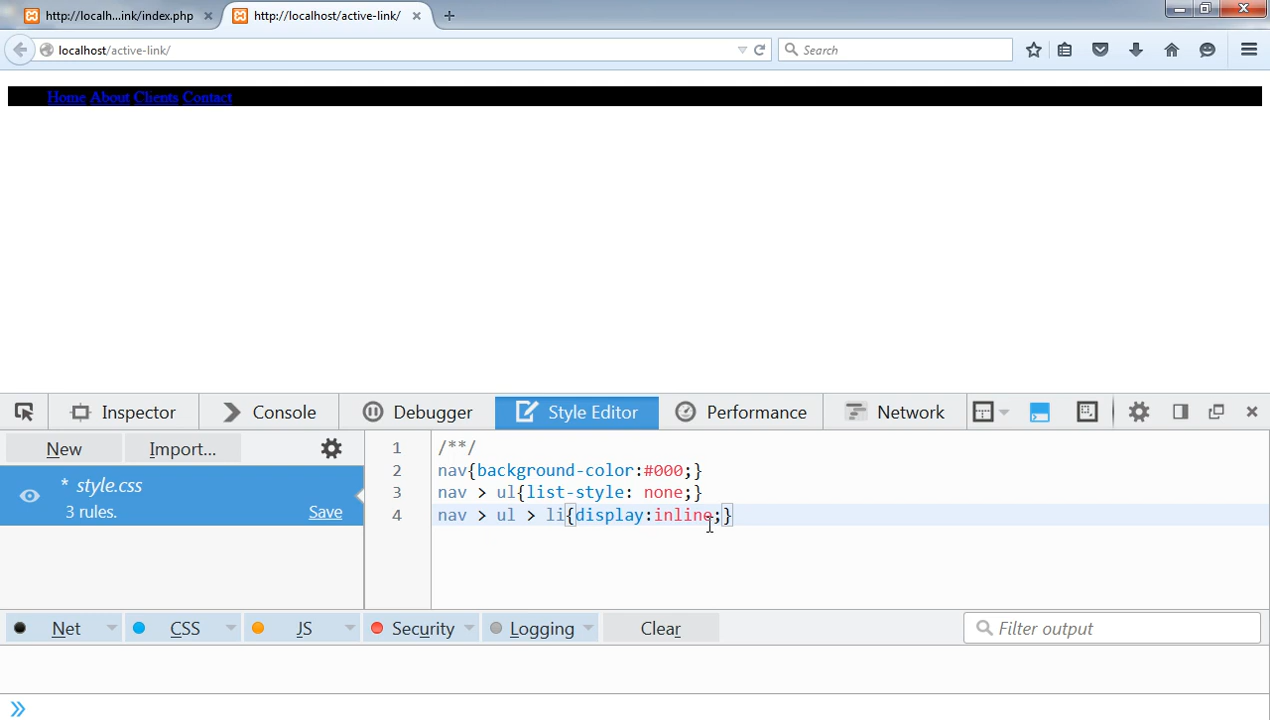 http://localh...ink/index.php
http://localhost/active-link/
localhost/active-link/
Search
Home About Clients Contact
Inspector
Console
Debugger
Style Editor
Performance
Network
New
Import...
* style.css
3 rules.
Save
1 /**/
2 nav{background-color:#000;}
3 nav > ul{list-style: none;}
4 nav > ul > li{display:inline;}
Net
CSS
JS
Security
Logging
Clear
Filter output